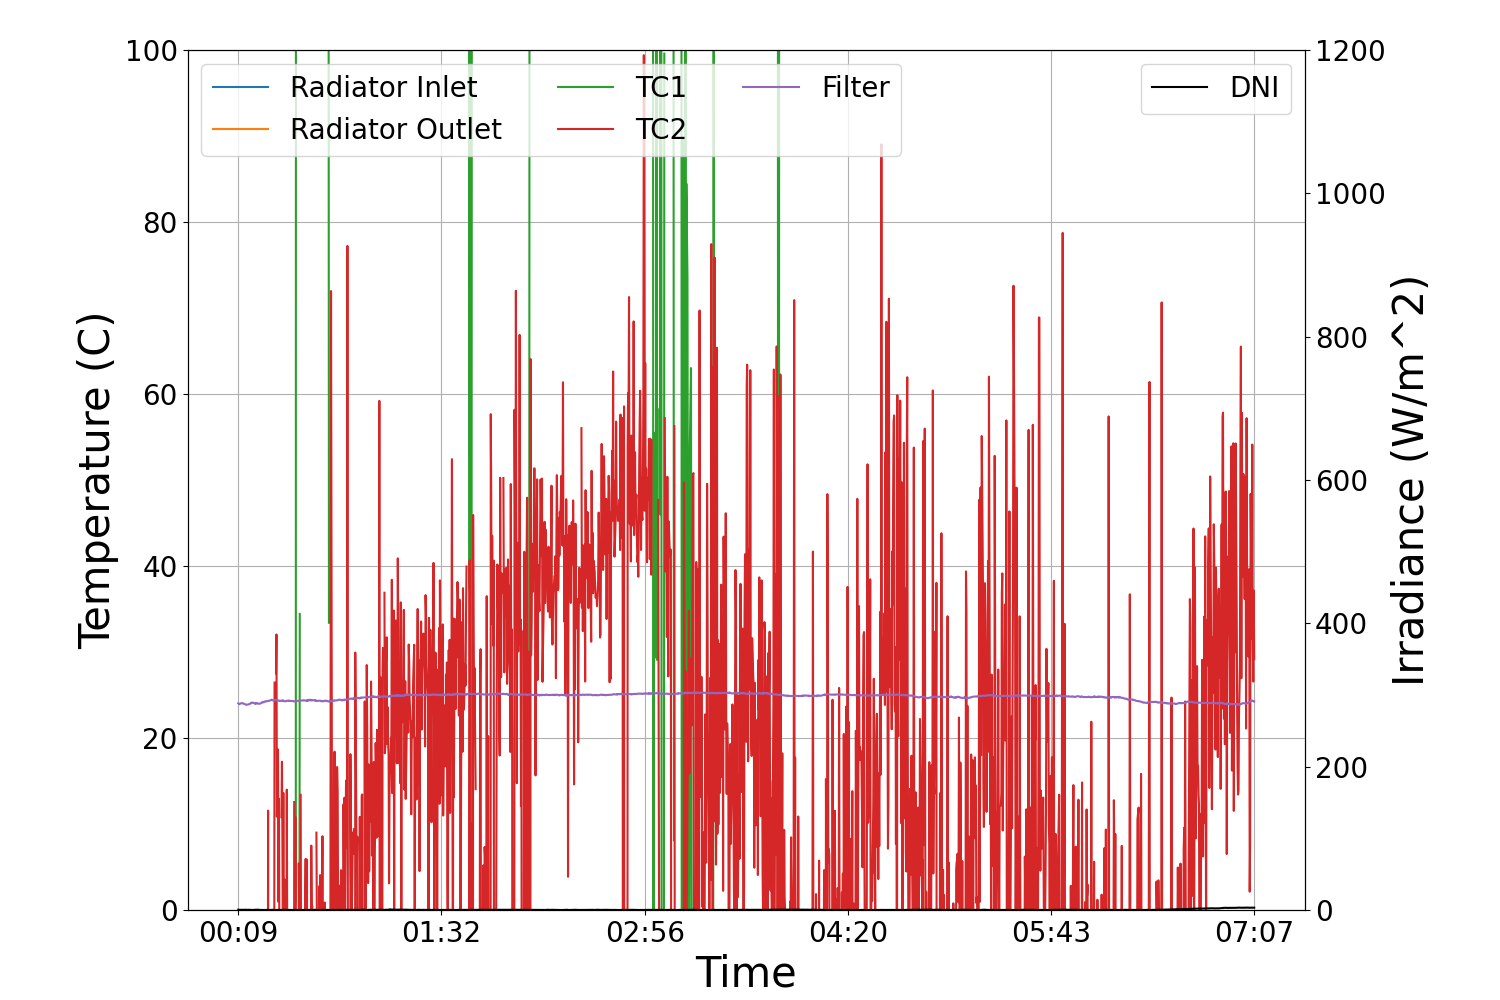 100
80
60
40
20
0
Temperature (C)
Radiator Inlet
Radiator Outlet
TC1
TC2
Filter
DNI
1200
1000
800
600
400
200
0
Irradiance (W/m^2)
00:09 01:32 02:56 04:20 05:43 07:07
Time